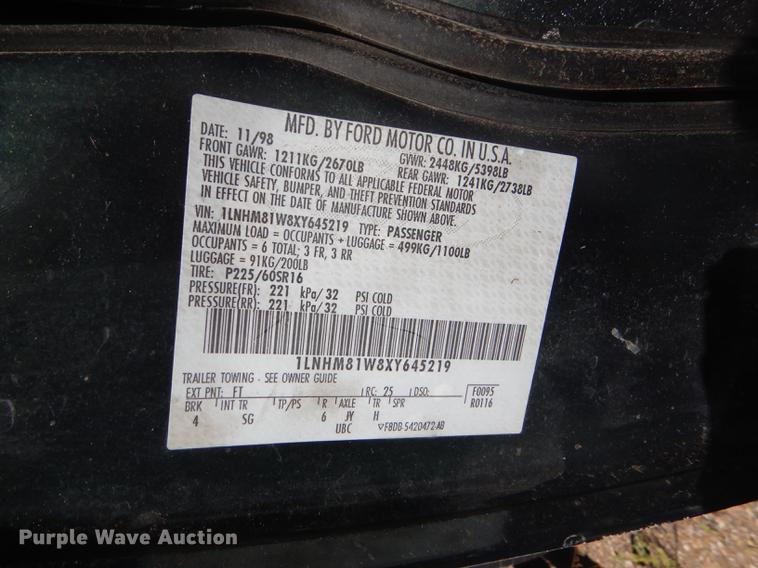 MFD. BY FORD MOTOR CO. IN U.S.A.
DATE: 11/98 GVWR: 2448KG/5398LB
FRONT GAWR: 1211KG/2670LB REAR GAWR: 1241KG/2738LB
THIS VEHICLE CONFORMS TO ALL APPLICABLE FEDERAL MOTOR
VEHICLE SAFETY, BUMPER, AND THEFT PREVENTION STANDARDS
IN EFFECT ON THE DATE OF MANUFACTURE SHOWN ABOVE.
VIN: 1LNHM81W8XY645219 TYPE: PASSENGER
MAXIMUM LOAD = OCCUPANTS + LUGGAGE = 499KG/1100LB
OCCUPANTS = 6 TOTAL; 3 FR, 3 RR
LUGGAGE = 91KG/200LB
TIRE: P225/60SR16
PRESSURE(FR): 221 kPa/32 PSI COLD
PRESSURE(RR): 221 kPa/32 PSI COLD
1LNHM81W8XY645219
TRAILER TOWING - SEE OWNER GUIDE
EXT PNT: FT RC: 25 DSO: F0095
BRK INT TR TP/PS R AXLE TR SPR R0116
4 SG 6 JY H
UBC F8DB-5420472-AB
Purple Wave Auction